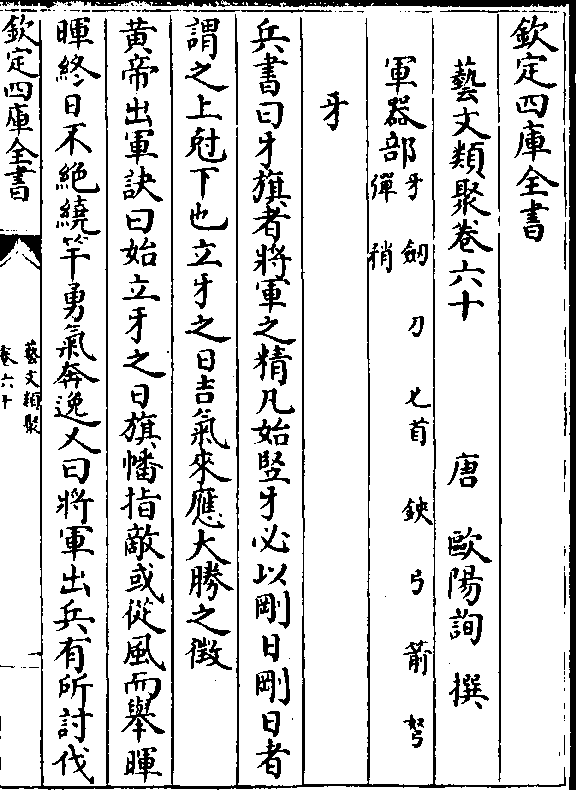 欽定四庫全書
藝文類聚卷六十
唐 歐陽詢 撰
軍器部 牙 劒 刀 匕首 鋏 弓 箭 弩
彈 矟
牙
兵書曰牙旗者將軍之精凡始竪牙必以剛日剛日者
謂之上尅下也立牙之日吉氣來應大勝之徴
黄帝出軍訣曰始立牙之日旗幡指敵或從風而舉暉
暉終日不絶繞竿勇氣奔逸又曰將軍出兵有所討伐
欽定四庫全書
藝文類聚
卷六十